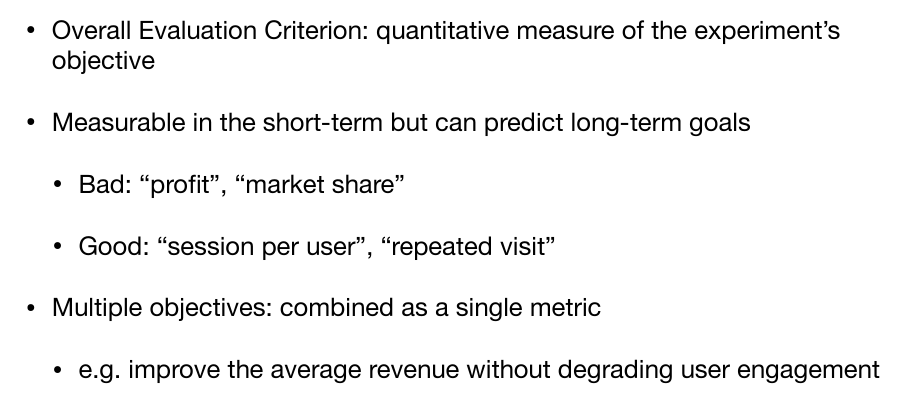 • Overall Evaluation Criterion: quantitative measure of the experiment’s
objective
• Measurable in the short-term but can predict long-term goals
• Bad: “profit”, “market share”
• Good: “session per user”, “repeated visit”
• Multiple objectives: combined as a single metric
• e.g. improve the average revenue without degrading user engagement